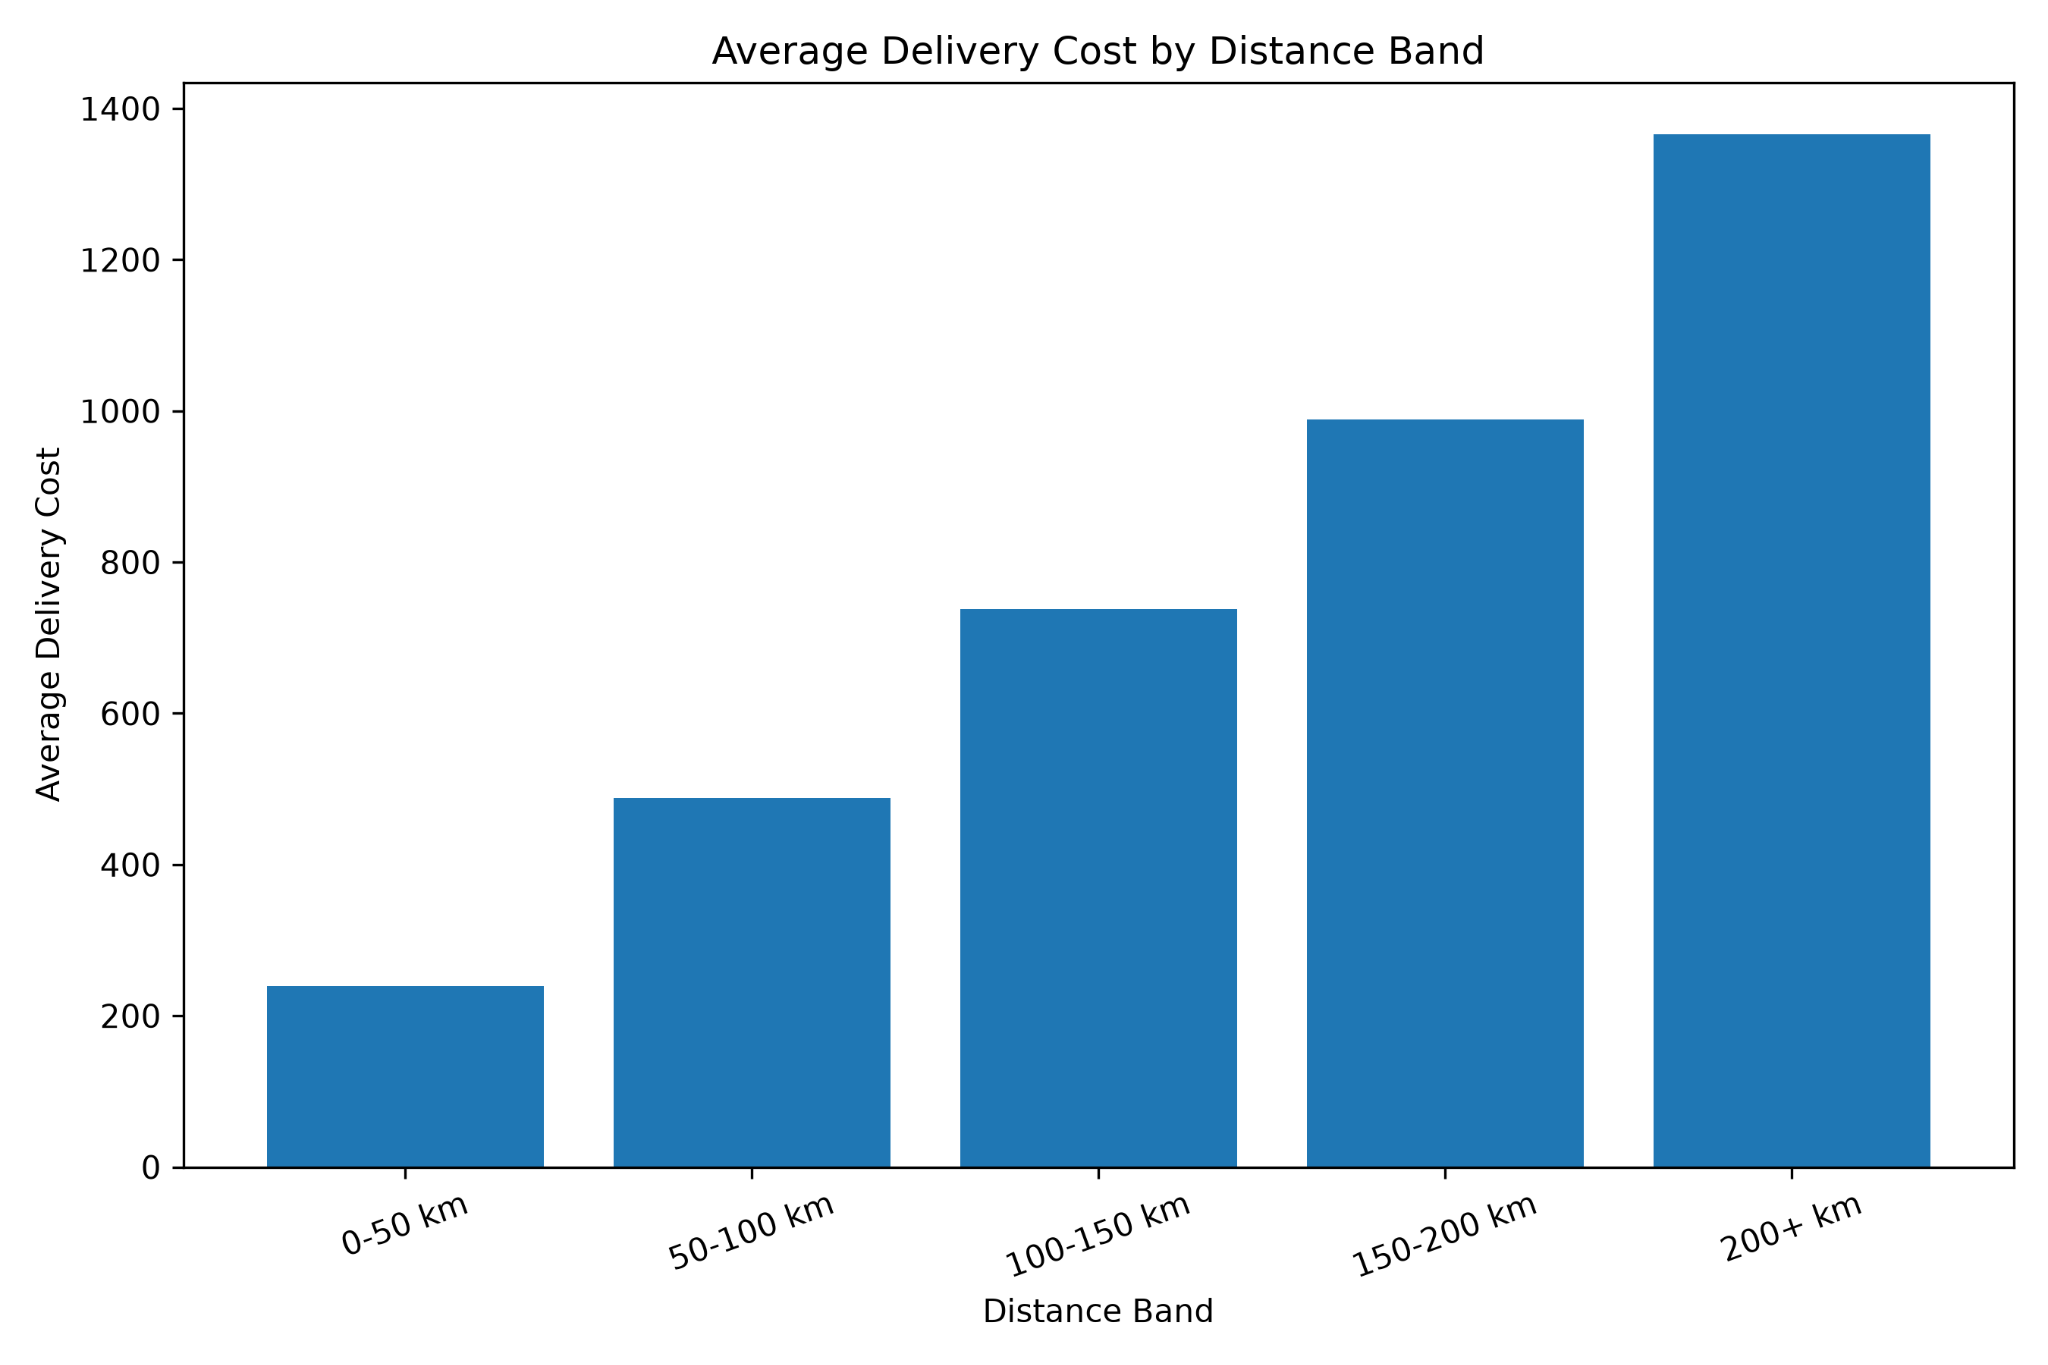 Average Delivery Cost by Distance Band
1400
1200
1000
800
600
400
200
0
Average Delivery Cost
0-50 km
50-100 km
100-150 km
150-200 km
200+ km
Distance Band